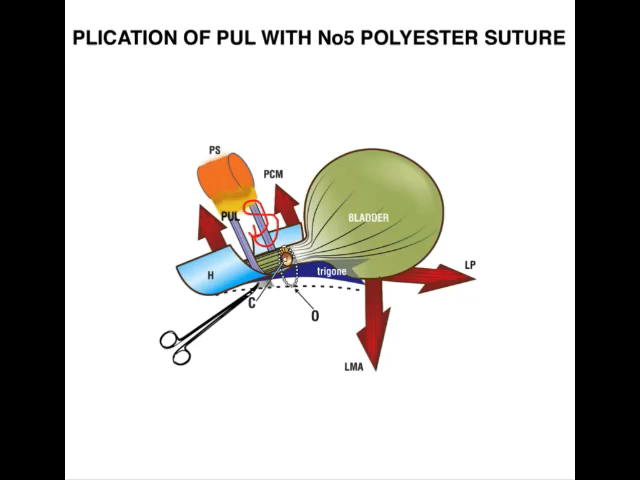 PLICATION OF PUL WITH No5 POLYESTER SUTURE
PS
PCM
PUL
BLADDER
H
trigone
LP
C
O
LMA